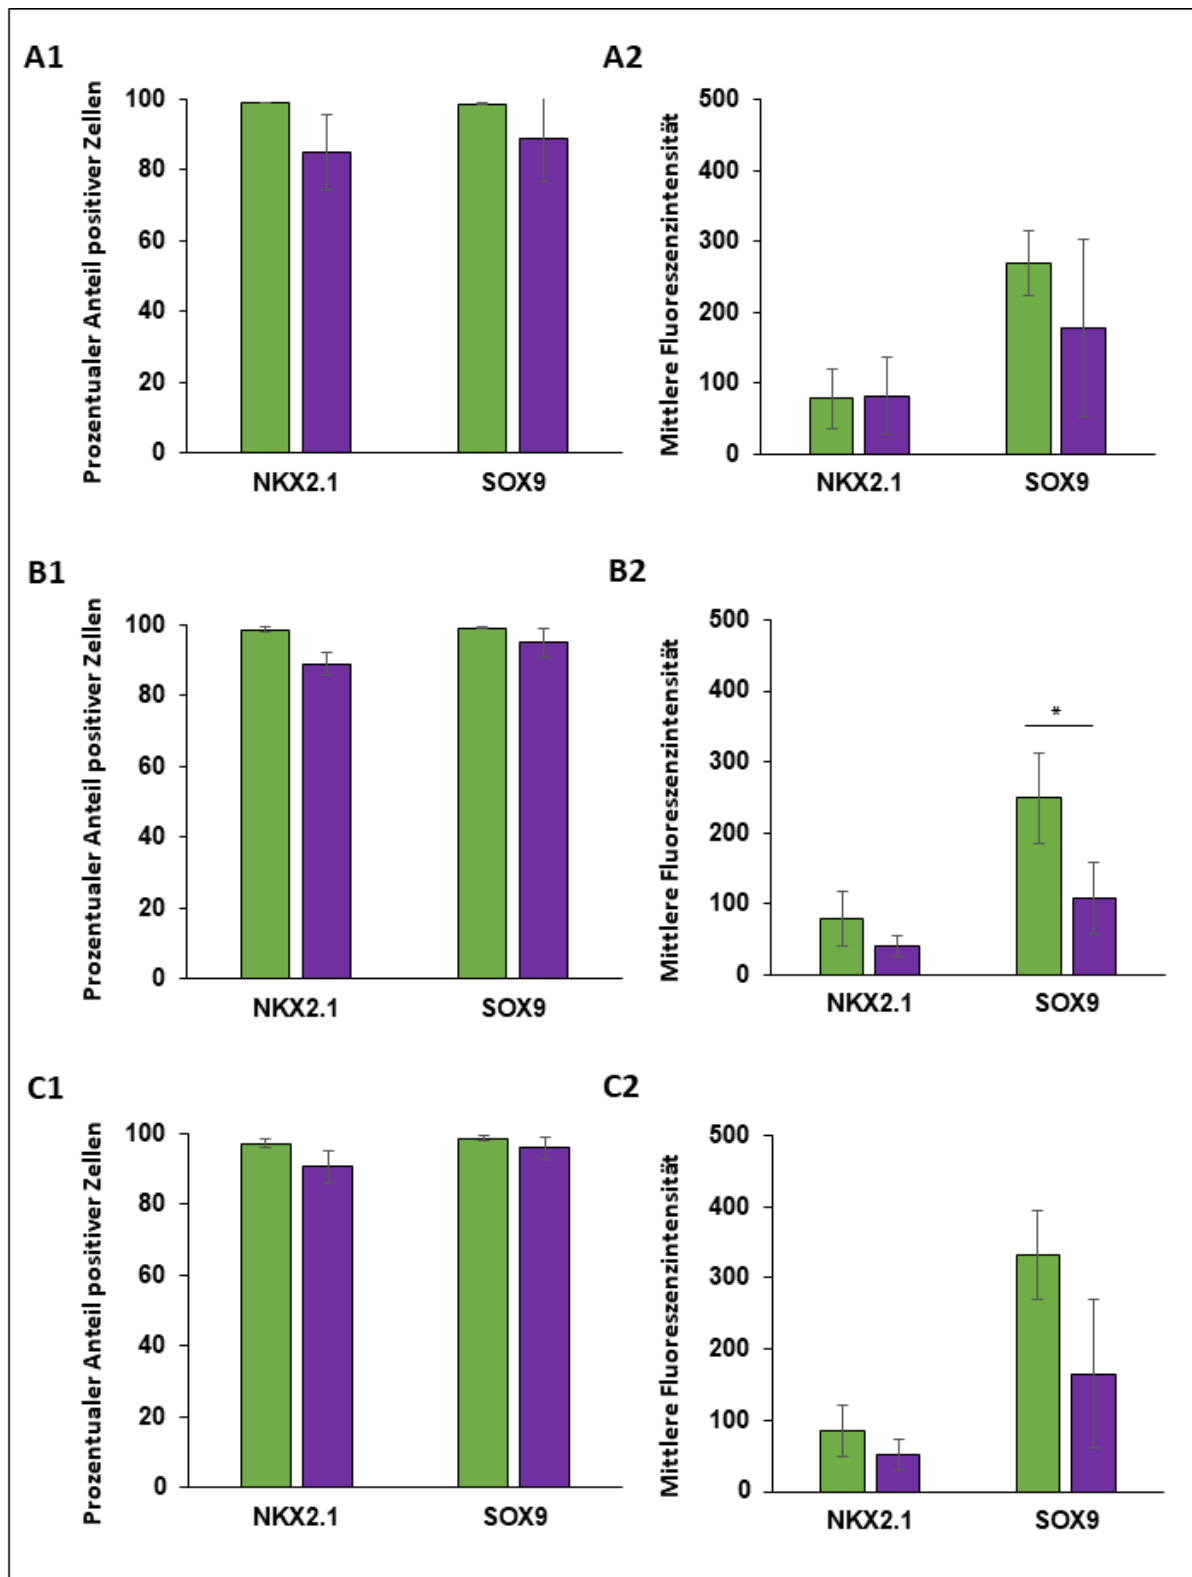 A1
Prozentualer Anteil positiver Zellen
100
80
60
40
20
0
NKX2.1
SOX9
A2
Mittlere Fluoreszenzintensität
500
400
300
200
100
0
NKX2.1
SOX9
B1
Prozentualer Anteil positiver Zellen
100
80
60
40
20
0
NKX2.1
SOX9
B2
Mittlere Fluoreszenzintensität
500
400
300
200
100
0
*
NKX2.1
SOX9
C1
Prozentualer Anteil positiver Zellen
100
80
60
40
20
0
NKX2.1
SOX9
C2
Mittlere Fluoreszenzintensität
500
400
300
200
100
0
NKX2.1
SOX9